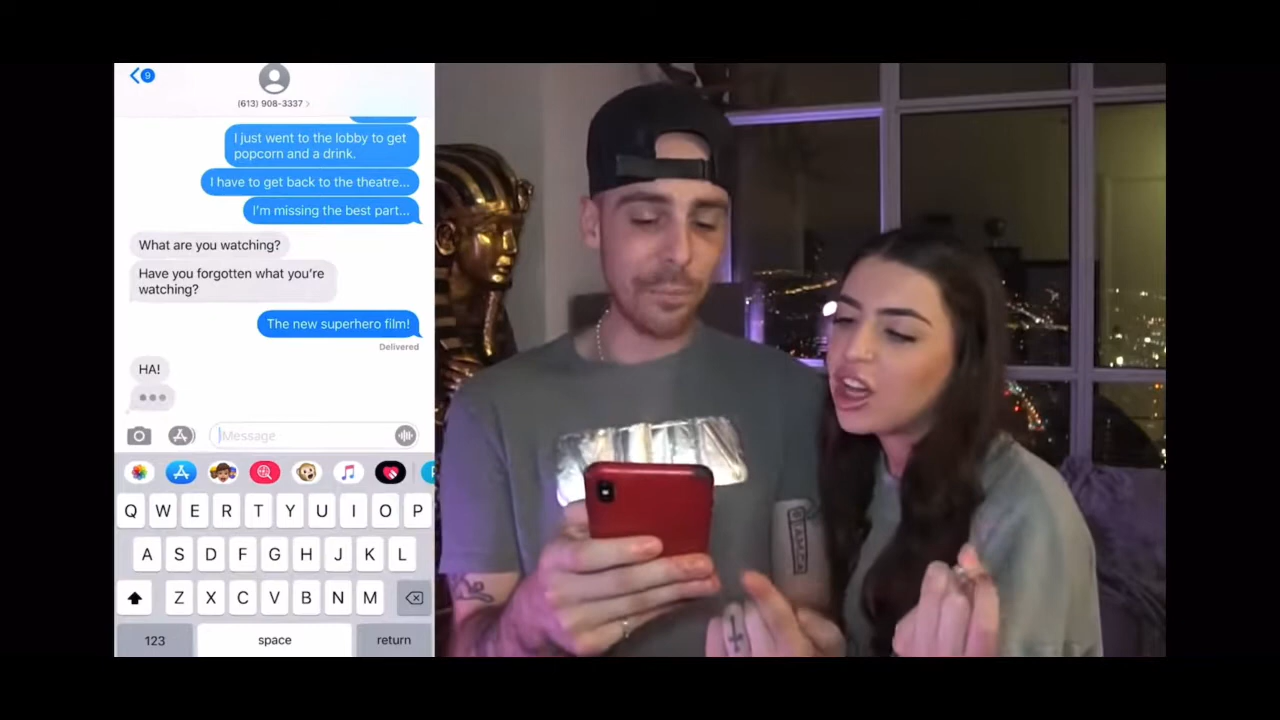 9
(613) 908-3337 >
I just went to the lobby to get
popcorn and a drink.
I have to get back to the theatre...
I'm missing the best part...
What are you watching?
Have you forgotten what you're
watching?
The new superhero film!
Delivered
HA!
Message
Q W E R T Y U I O P
A S D F G H J K L
Z X C V B N M
123 space return